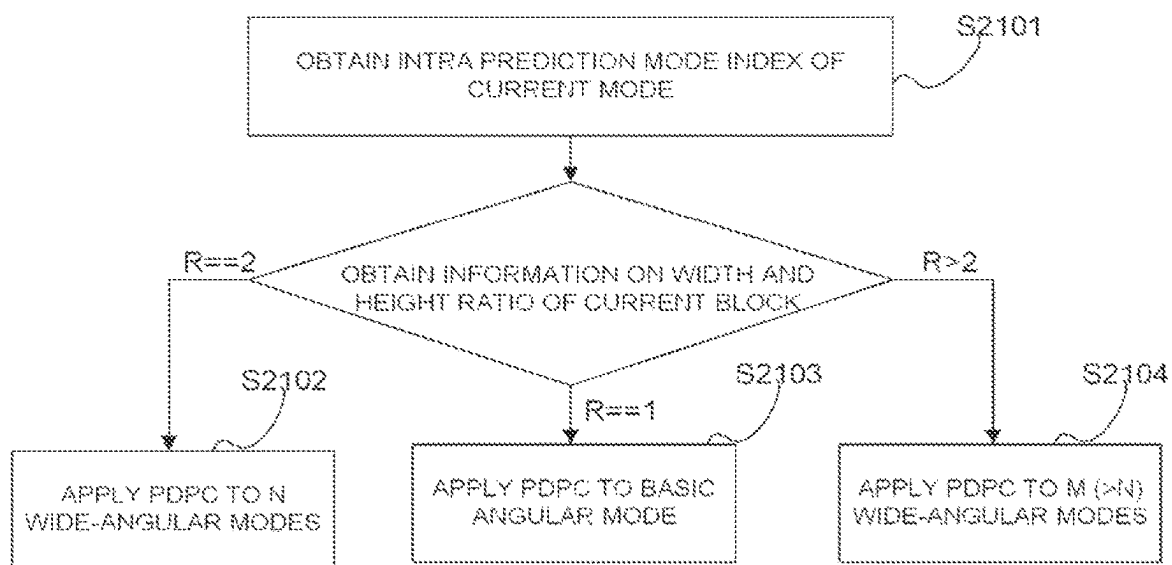 S2101
OBTAIN INTRA PREDICTION MODE INDEX OF
CURRENT MODE
R==2
OBTAIN INFORMATION ON WIDTH AND
HEIGHT RATIO OF CURRENT BLOCK
R>2
R==1
S2102
APPLY PDPC TO N
WIDE-ANGULAR MODES
S2103
APPLY PDPC TO BASIC
ANGULAR MODE
S2104
APPLY PDPC TO M (>N)
WIDE-ANGULAR MODES